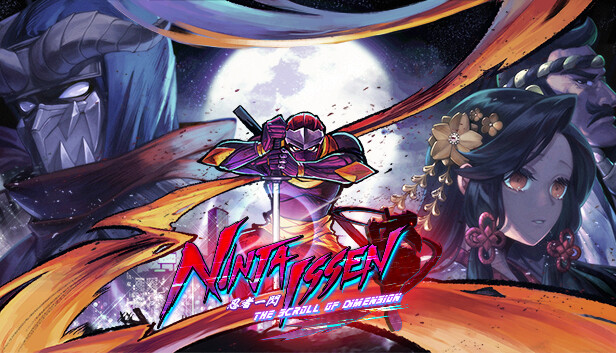 NINJA ISSEN
忍者一閃
THE SCROLL OF DIMENSION